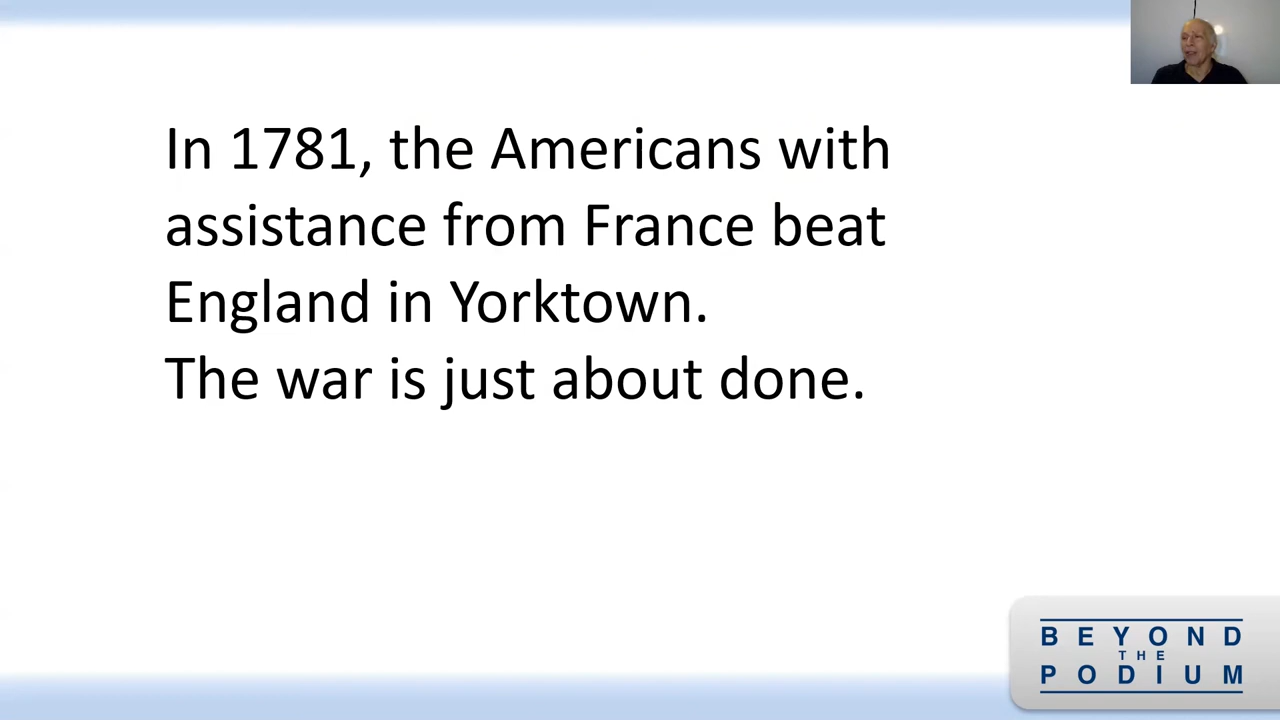 In 1781, the Americans with
assistance from France beat
England in Yorktown.
The war is just about done.
BEYOND
THE
PODIUM